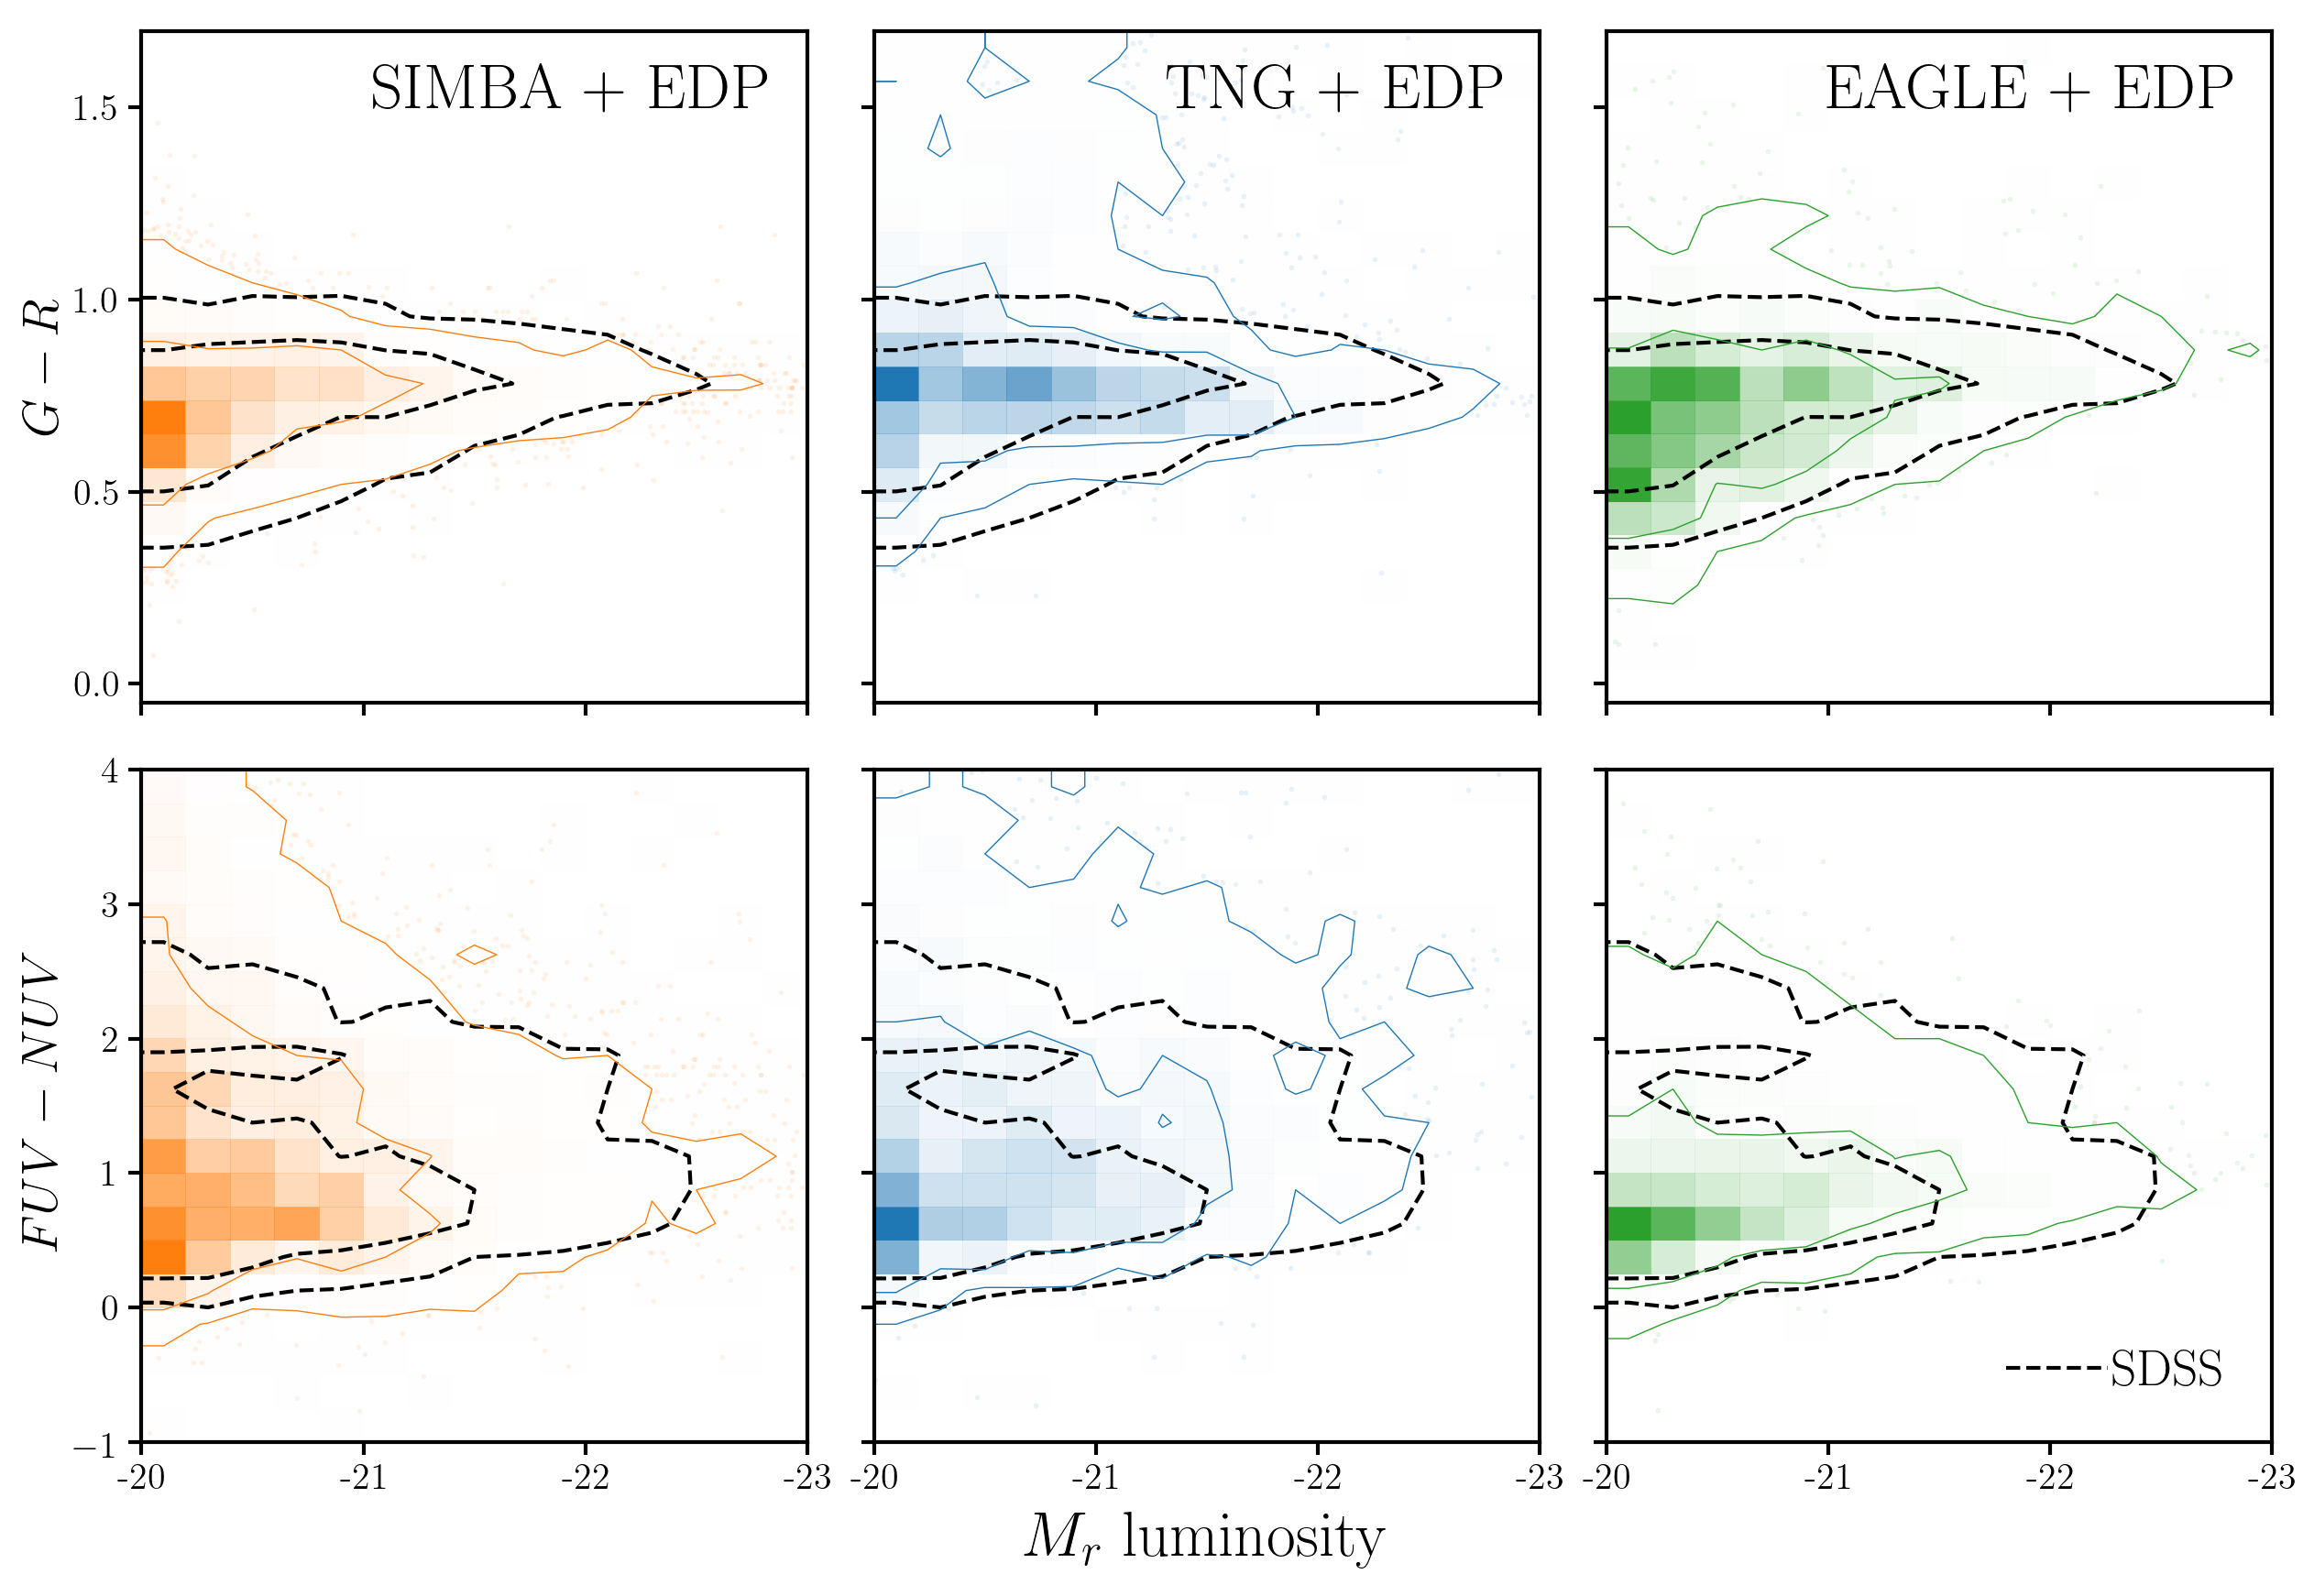 SIMBA + EDP
TNG + EDP
EAGLE + EDP
G − R
1.5
1.0
0.5
0.0
FUV − NUV
4
3
2
1
0
−1
SDSS
-20 -21 -22 -23
-20 -21 -22 -23
-20 -21 -22 -23
M_r luminosity